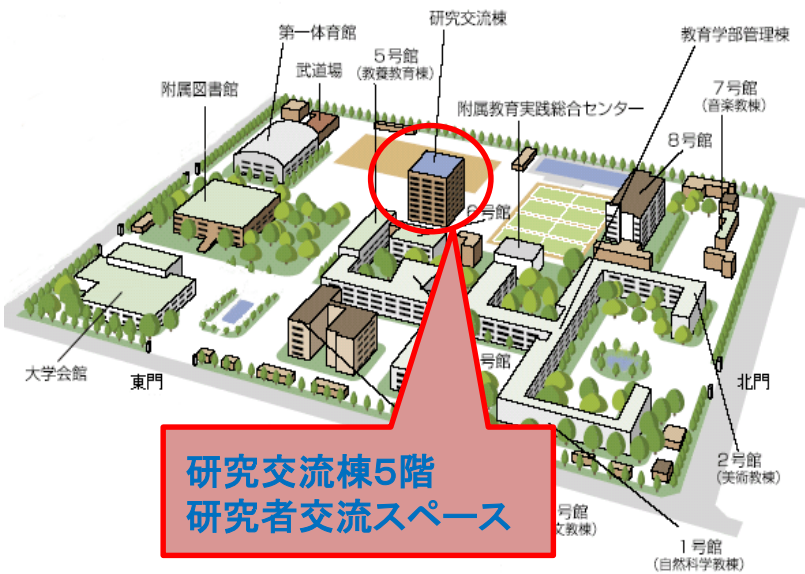 研究交流棟
第一体育館
教育学部管理棟
5号館
(教養教育棟)
武道場
7号館
(音楽教棟)
附属図書館
附属教育実践総合センター
8号館
6号館
号館
大学会館
東門
北門
研究交流棟5階
研究者交流スペース
2号館
(美術教棟)
号館
文教棟)
1号館
(自然科学教棟)